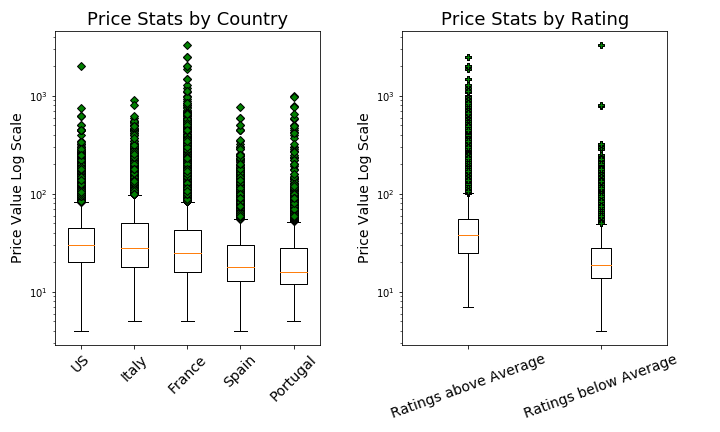 Price Stats by Country
Price Value Log Scale
10³
10²
10¹
US
Italy
France
Spain
Portugal
Price Stats by Rating
Price Value Log Scale
10³
10²
10¹
Ratings above Average
Ratings below Average